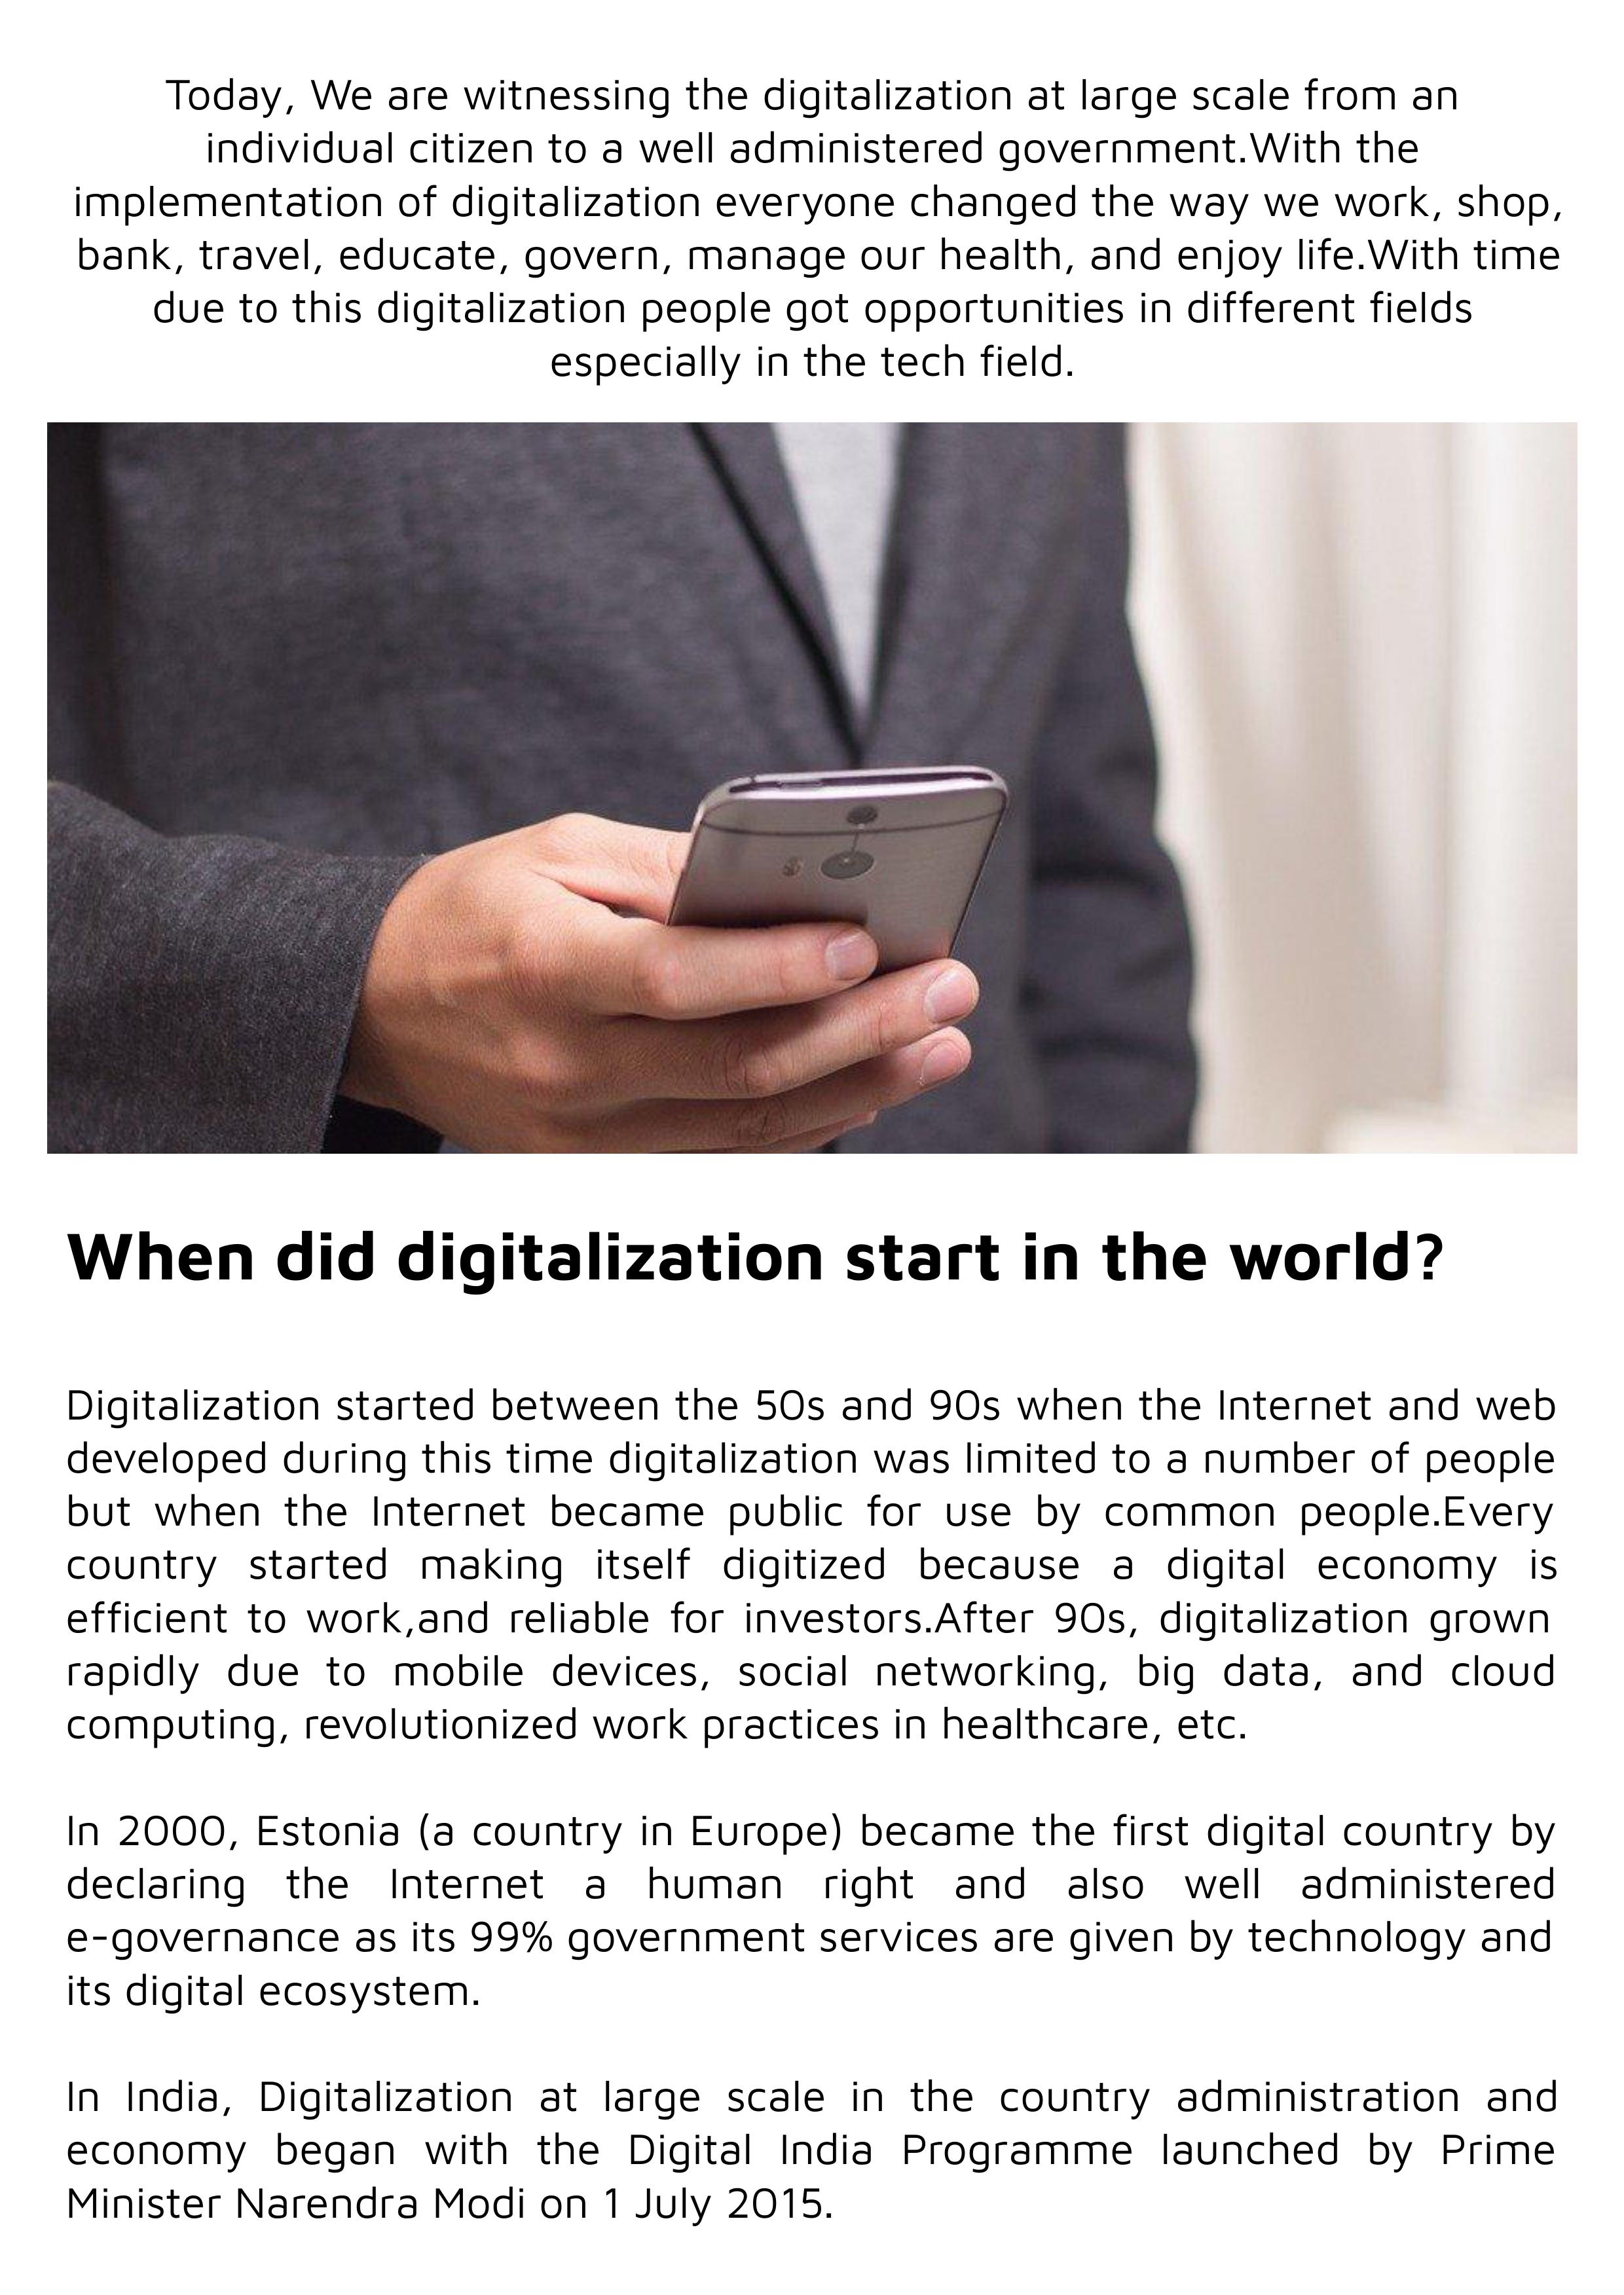 Today, We are witnessing the digitalization at large scale from an
individual citizen to a well administered government.With the
implementation of digitalization everyone changed the way we work, shop,
bank, travel, educate, govern, manage our health, and enjoy life.With time
due to this digitalization people got opportunities in different fields
especially in the tech field.
When did digitalization start in the world?
Digitalization started between the 50s and 90s when the Internet and web
developed during this time digitalization was limited to a number of people
but when the Internet became public for use by common people.Every
country started making itself digitized because a digital economy is
efficient to work,and reliable for investors.After 90s, digitalization grown
rapidly due to mobile devices, social networking, big data, and cloud
computing, revolutionized work practices in healthcare, etc.
In 2000, Estonia (a country in Europe) became the first digital country by
declaring the Internet a human right and also well administered
e-governance as its 99% government services are given by technology and
its digital ecosystem.
In India, Digitalization at large scale in the country administration and
economy began with the Digital India Programme launched by Prime
Minister Narendra Modi on 1 July 2015.